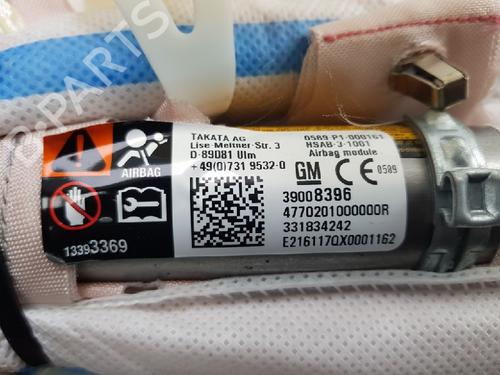 TAKATA AG
Lise-Meitner-Str. 3
D-89081 Ulm
+49(0)731 9532-0
0589-P1-000161
HSAB-3-1001
Airbag module
AIRBAG
GM CE 0589
39008396
4770201000000R
331834242
E216117QX0001162
13393369